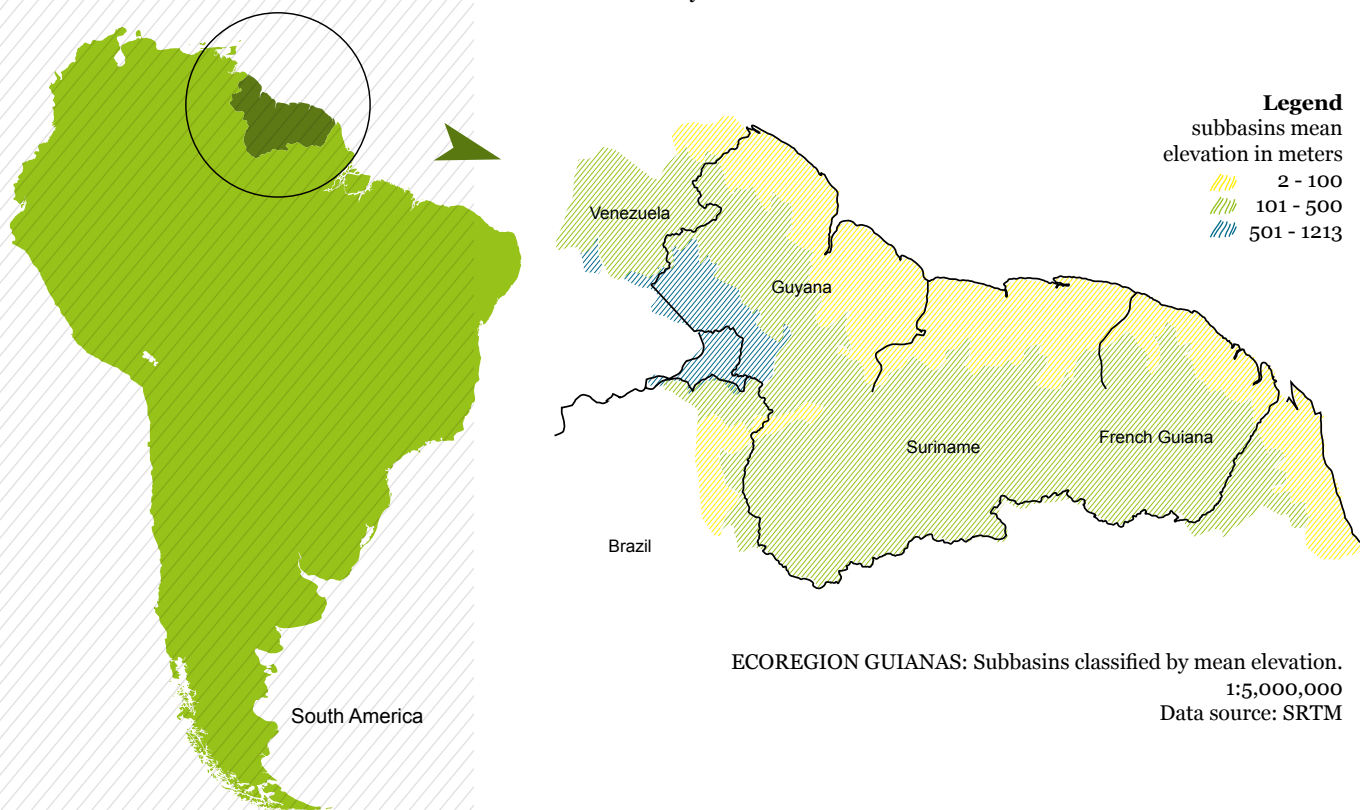 Legend
subbasins mean
elevation in meters
2 - 100
101 - 500
501 - 1213
Venezuela
Guyana
Suriname
French Guiana
Brazil
South America
ECOREGION GUIANAS: Subbasins classified by mean elevation.
1:5,000,000
Data source: SRTM